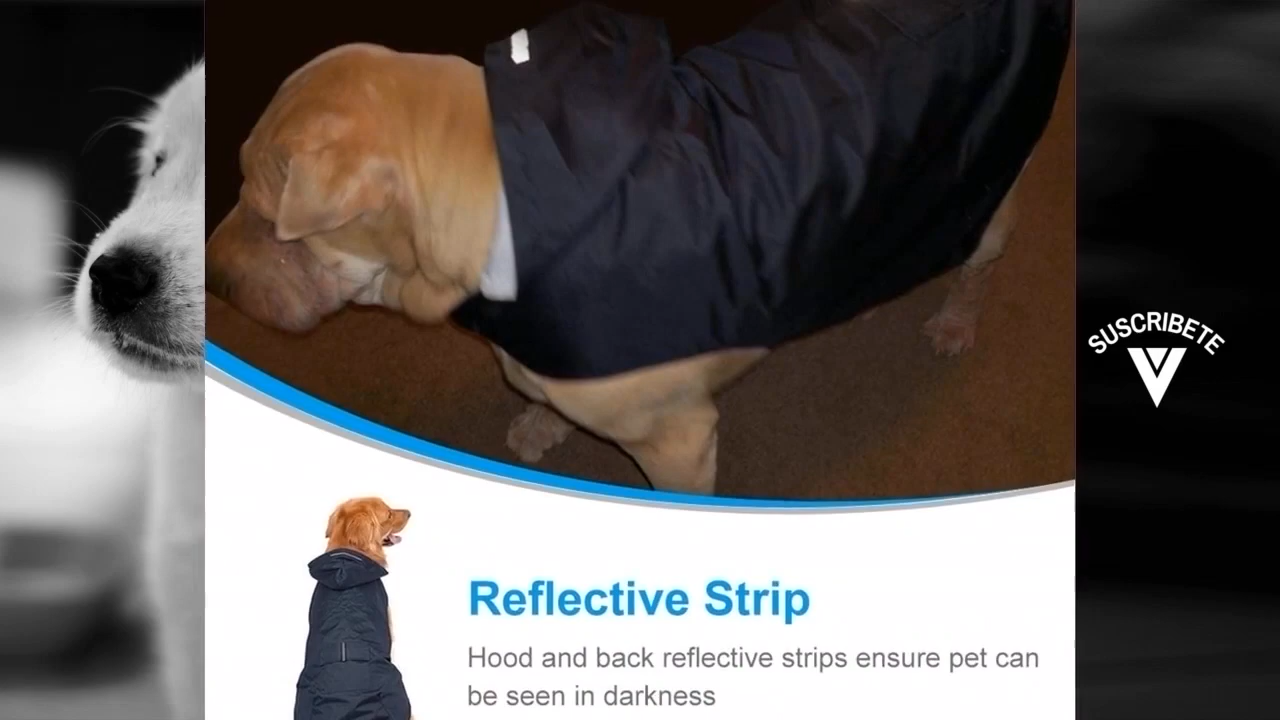 SUSCRIBETE
Reflective Strip
Hood and back reflective strips ensure pet can
be seen in darkness